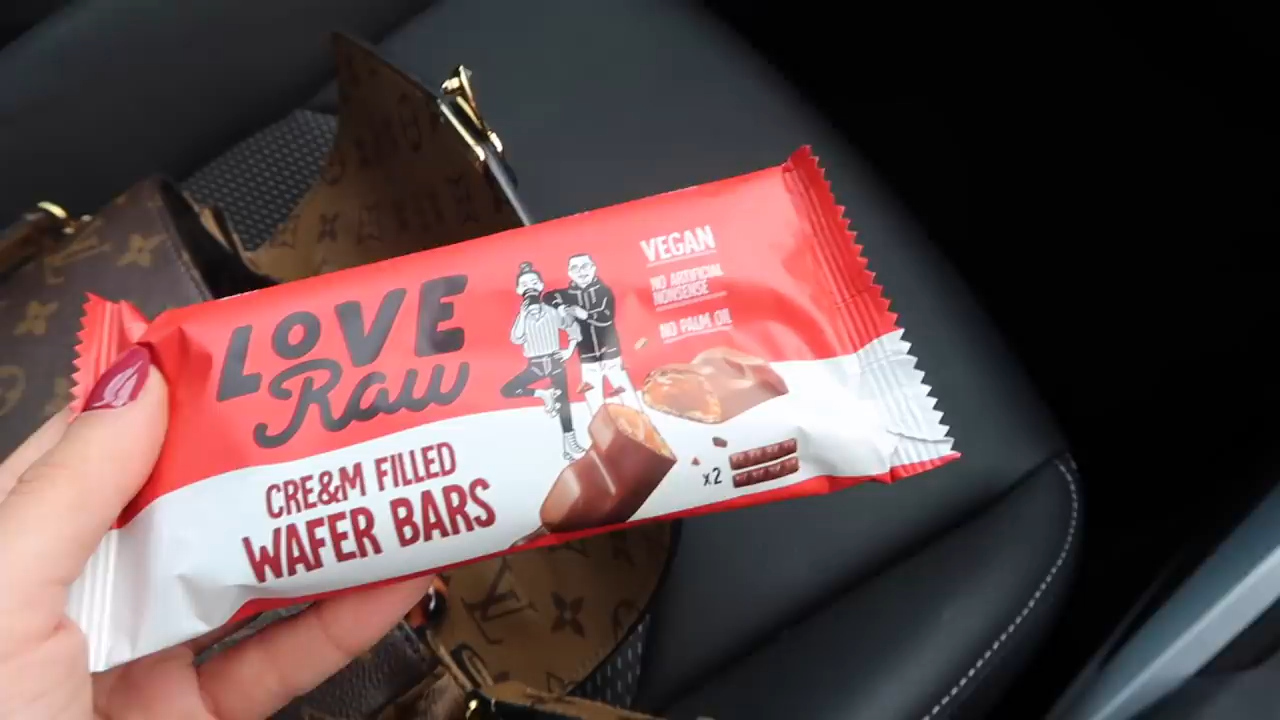 LOVE
Raw
CRE&M FILLED
WAFER BARS
VEGAN
NO ARTIFICIAL
NONSENSE
NO PALM OIL
x2